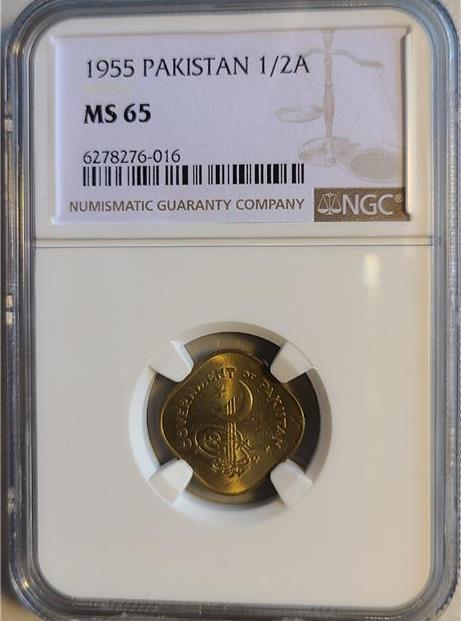 1955 PAKISTAN 1/2A
MS 65
6278276-016
NUMISMATIC GUARANTY COMPANY NGC®
GOVERNMENT OF PAKISTAN